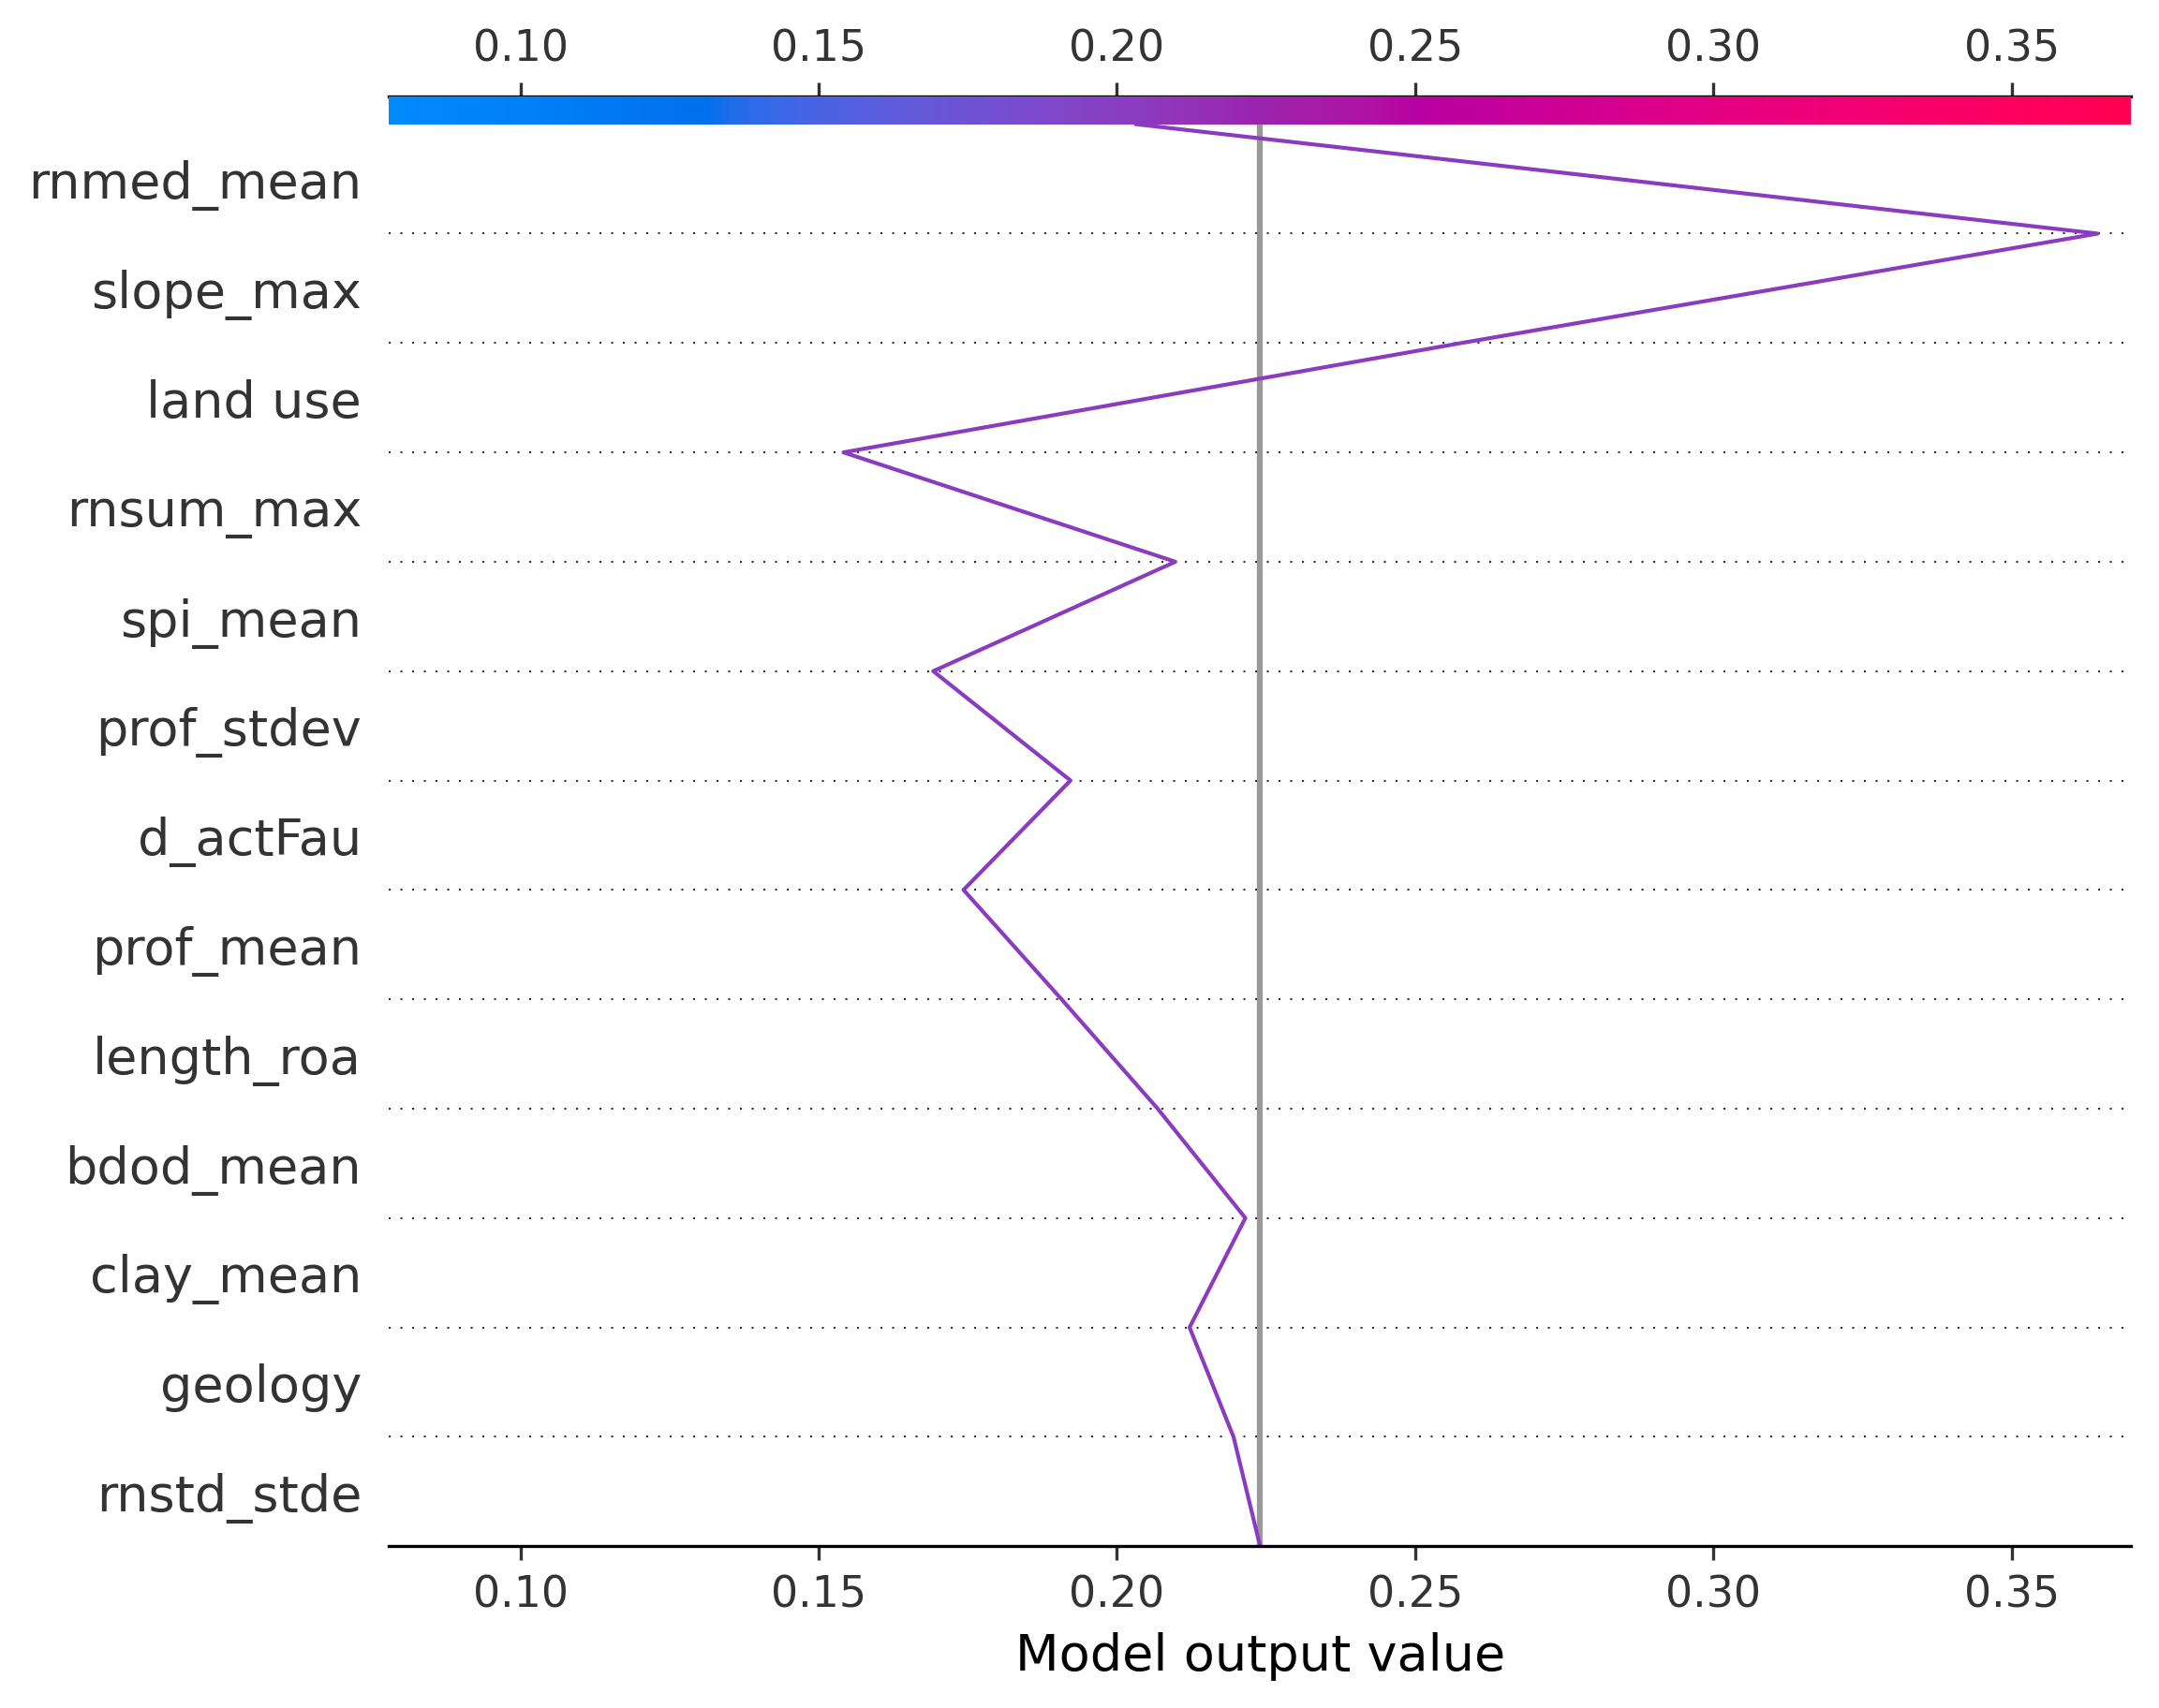 0.10 0.15 0.20 0.25 0.30 0.35
rnmed_mean
slope_max
land use
rnsum_max
spi_mean
prof_stdev
d_actFau
prof_mean
length_roa
bdod_mean
clay_mean
geology
rnstd_stde
0.10 0.15 0.20 0.25 0.30 0.35
Model output value